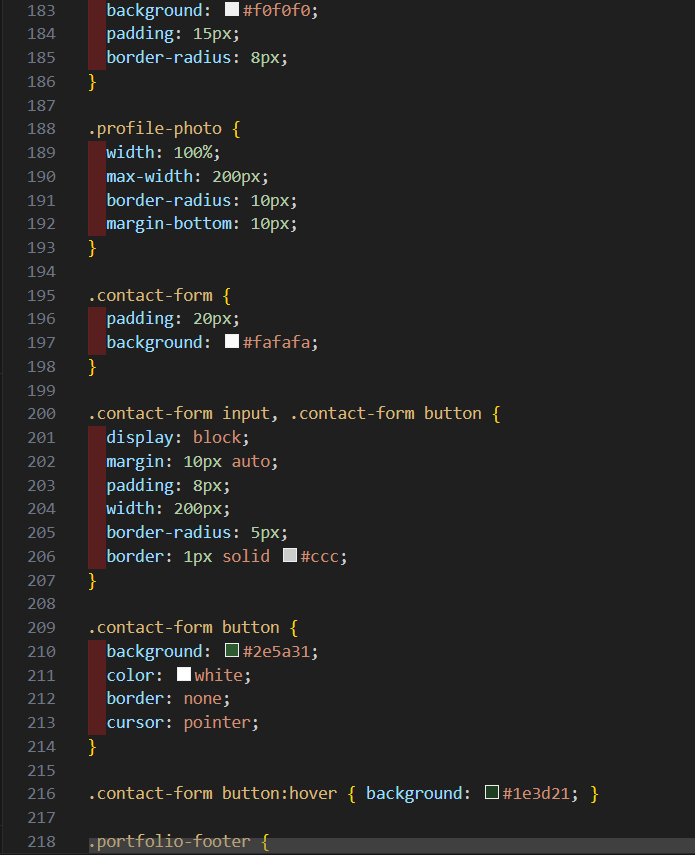 183 background: #f0f0f0;
184 padding: 15px;
185 border-radius: 8px;
186 }
187
188 .profile-photo {
189 width: 100%;
190 max-width: 200px;
191 border-radius: 10px;
192 margin-bottom: 10px;
193 }
194
195 .contact-form {
196 padding: 20px;
197 background: #fafafa;
198 }
199
200 .contact-form input, .contact-form button {
201 display: block;
202 margin: 10px auto;
203 padding: 8px;
204 width: 200px;
205 border-radius: 5px;
206 border: 1px solid #ccc;
207 }
208
209 .contact-form button {
210 background: #2e5a31;
211 color: white;
212 border: none;
213 cursor: pointer;
214 }
215
216 .contact-form button:hover { background: #1e3d21; }
217
218 .portfolio-footer {